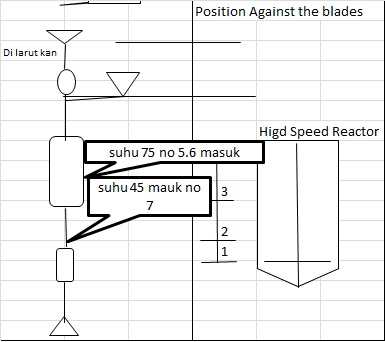 Position Against the blades
Di larut kan
Higd Speed Reactor
suhu 75 no 5.6 masuk
suhu 45 mauk no
7
3
2
1